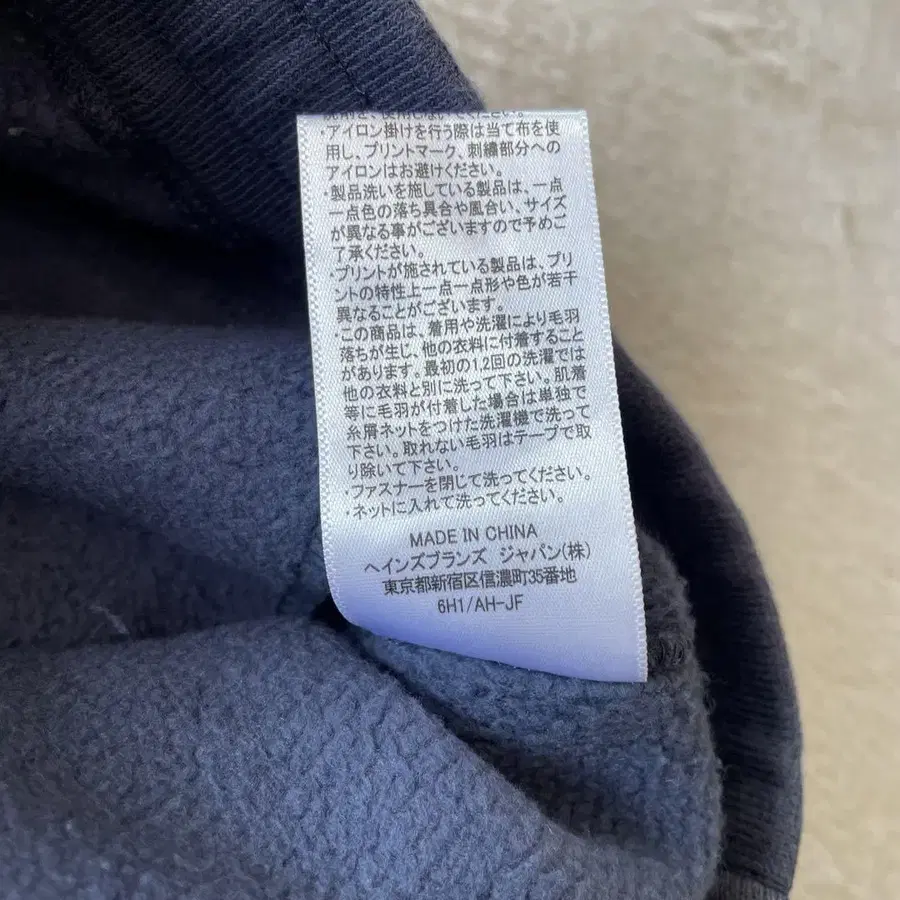 ・アイロン掛けを行う際は当て布を使
用し、プリントマーク、刺繍部分への
アイロンはお避けください。
・製品洗いを施している製品は、一点
一点色の落ち具合や風合い、サイズ
が異なる事がございますので予めご
了承ください。
・プリントが施されている製品は、プリ
ントの特性上一点一点形や色が若干
異なることがございます。
・この商品は、着用や洗濯により毛羽
落ちが生じ、他の衣料に付着すること
があります。最初の1,2回の洗濯では
他の衣料と別に洗って下さい。肌着
等に毛羽が付着した場合は単独で
糸屑ネットをつけた洗濯機で洗って
下さい。取れない毛羽はテープで取
り除いて下さい。
・ファスナーを閉じて洗ってください。
・ネットに入れて洗ってください。
MADE IN CHINA
ヘインズブランズ ジャパン(株)
東京都新宿区信濃町35番地
6H1/AH-JF